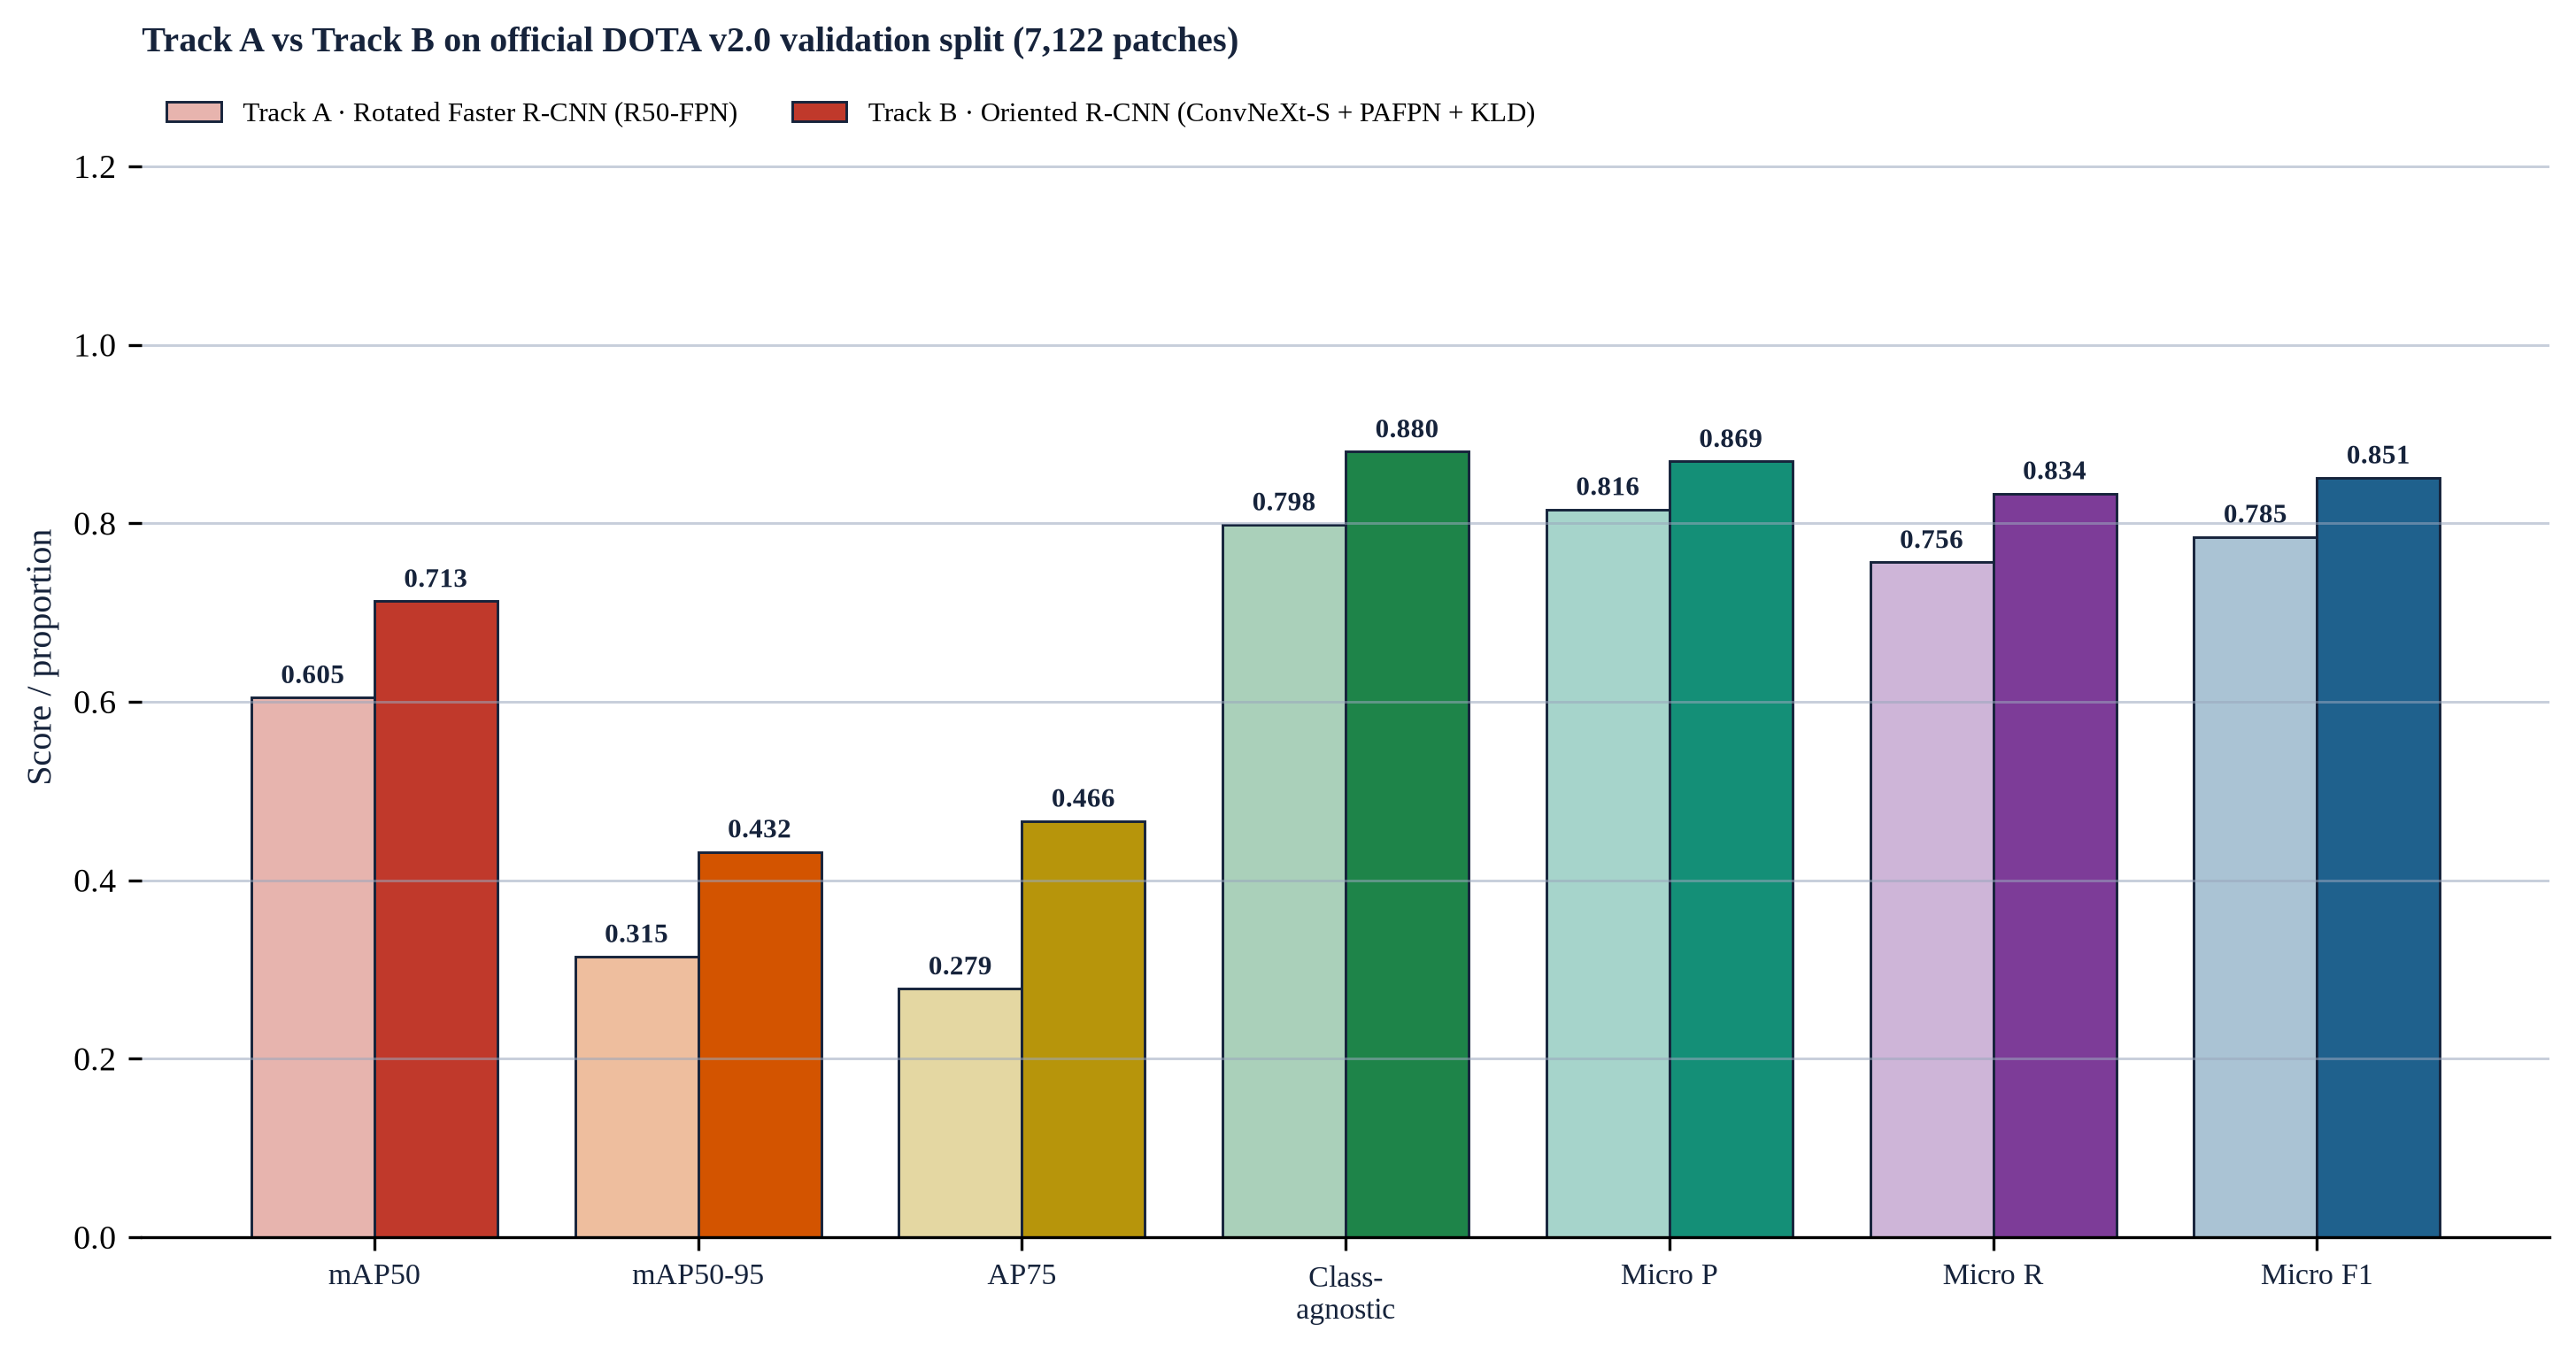 Track A vs Track B on official DOTA v2.0 validation split (7,122 patches)
Track A · Rotated Faster R-CNN (R50-FPN)
Track B · Oriented R-CNN (ConvNeXt-S + PAFPN + KLD)
Score / proportion
1.2
1.0
0.8
0.6
0.4
0.2
0.0
0.605
0.713
0.315
0.432
0.279
0.466
0.798
0.880
0.816
0.869
0.756
0.834
0.785
0.851
mAP50
mAP50-95
AP75
Class-
agnostic
Micro P
Micro R
Micro F1